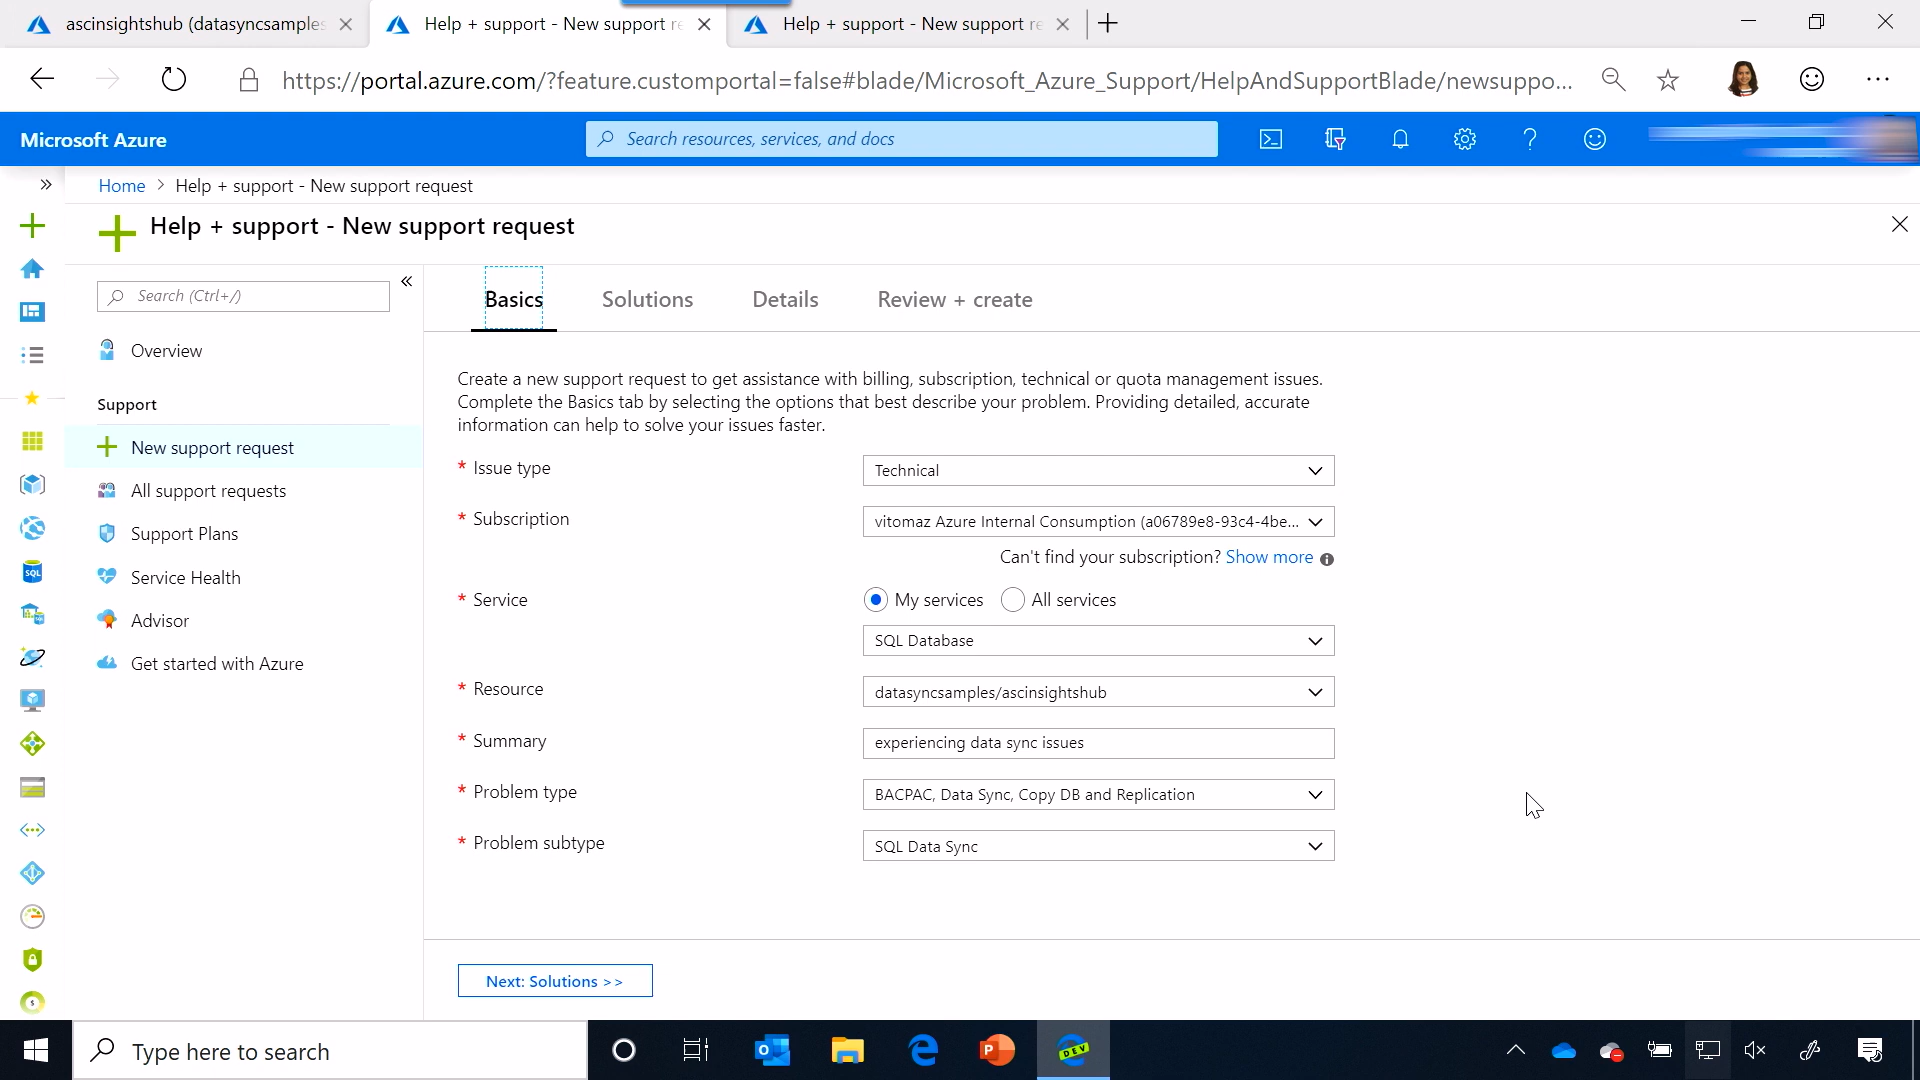 ascinsightshub (datasyncsamples
Help + support - New support re
Help + support - New support re
https://portal.azure.com/?feature.customportal=false#blade/Microsoft_Azure_Support/HelpAndSupportBlade/newsuppo...
Microsoft Azure
Search resources, services, and docs
Home > Help + support - New support request
Help + support - New support request
Search (Ctrl+/)
Overview
Support
New support request
All support requests
Support Plans
Service Health
Advisor
Get started with Azure
Basics
Solutions
Details
Review + create
Create a new support request to get assistance with billing, subscription, technical or quota management issues.
Complete the Basics tab by selecting the options that best describe your problem. Providing detailed, accurate
information can help to solve your issues faster.
* Issue type
Technical
* Subscription
vitomaz Azure Internal Consumption (a06789e8-93c4-4be...
Can't find your subscription? Show more
* Service
My services
All services
SQL Database
* Resource
datasyncsamples/ascinsightshub
* Summary
experiencing data sync issues
* Problem type
BACPAC, Data Sync, Copy DB and Replication
* Problem subtype
SQL Data Sync
Next: Solutions >>
Type here to search
DEV